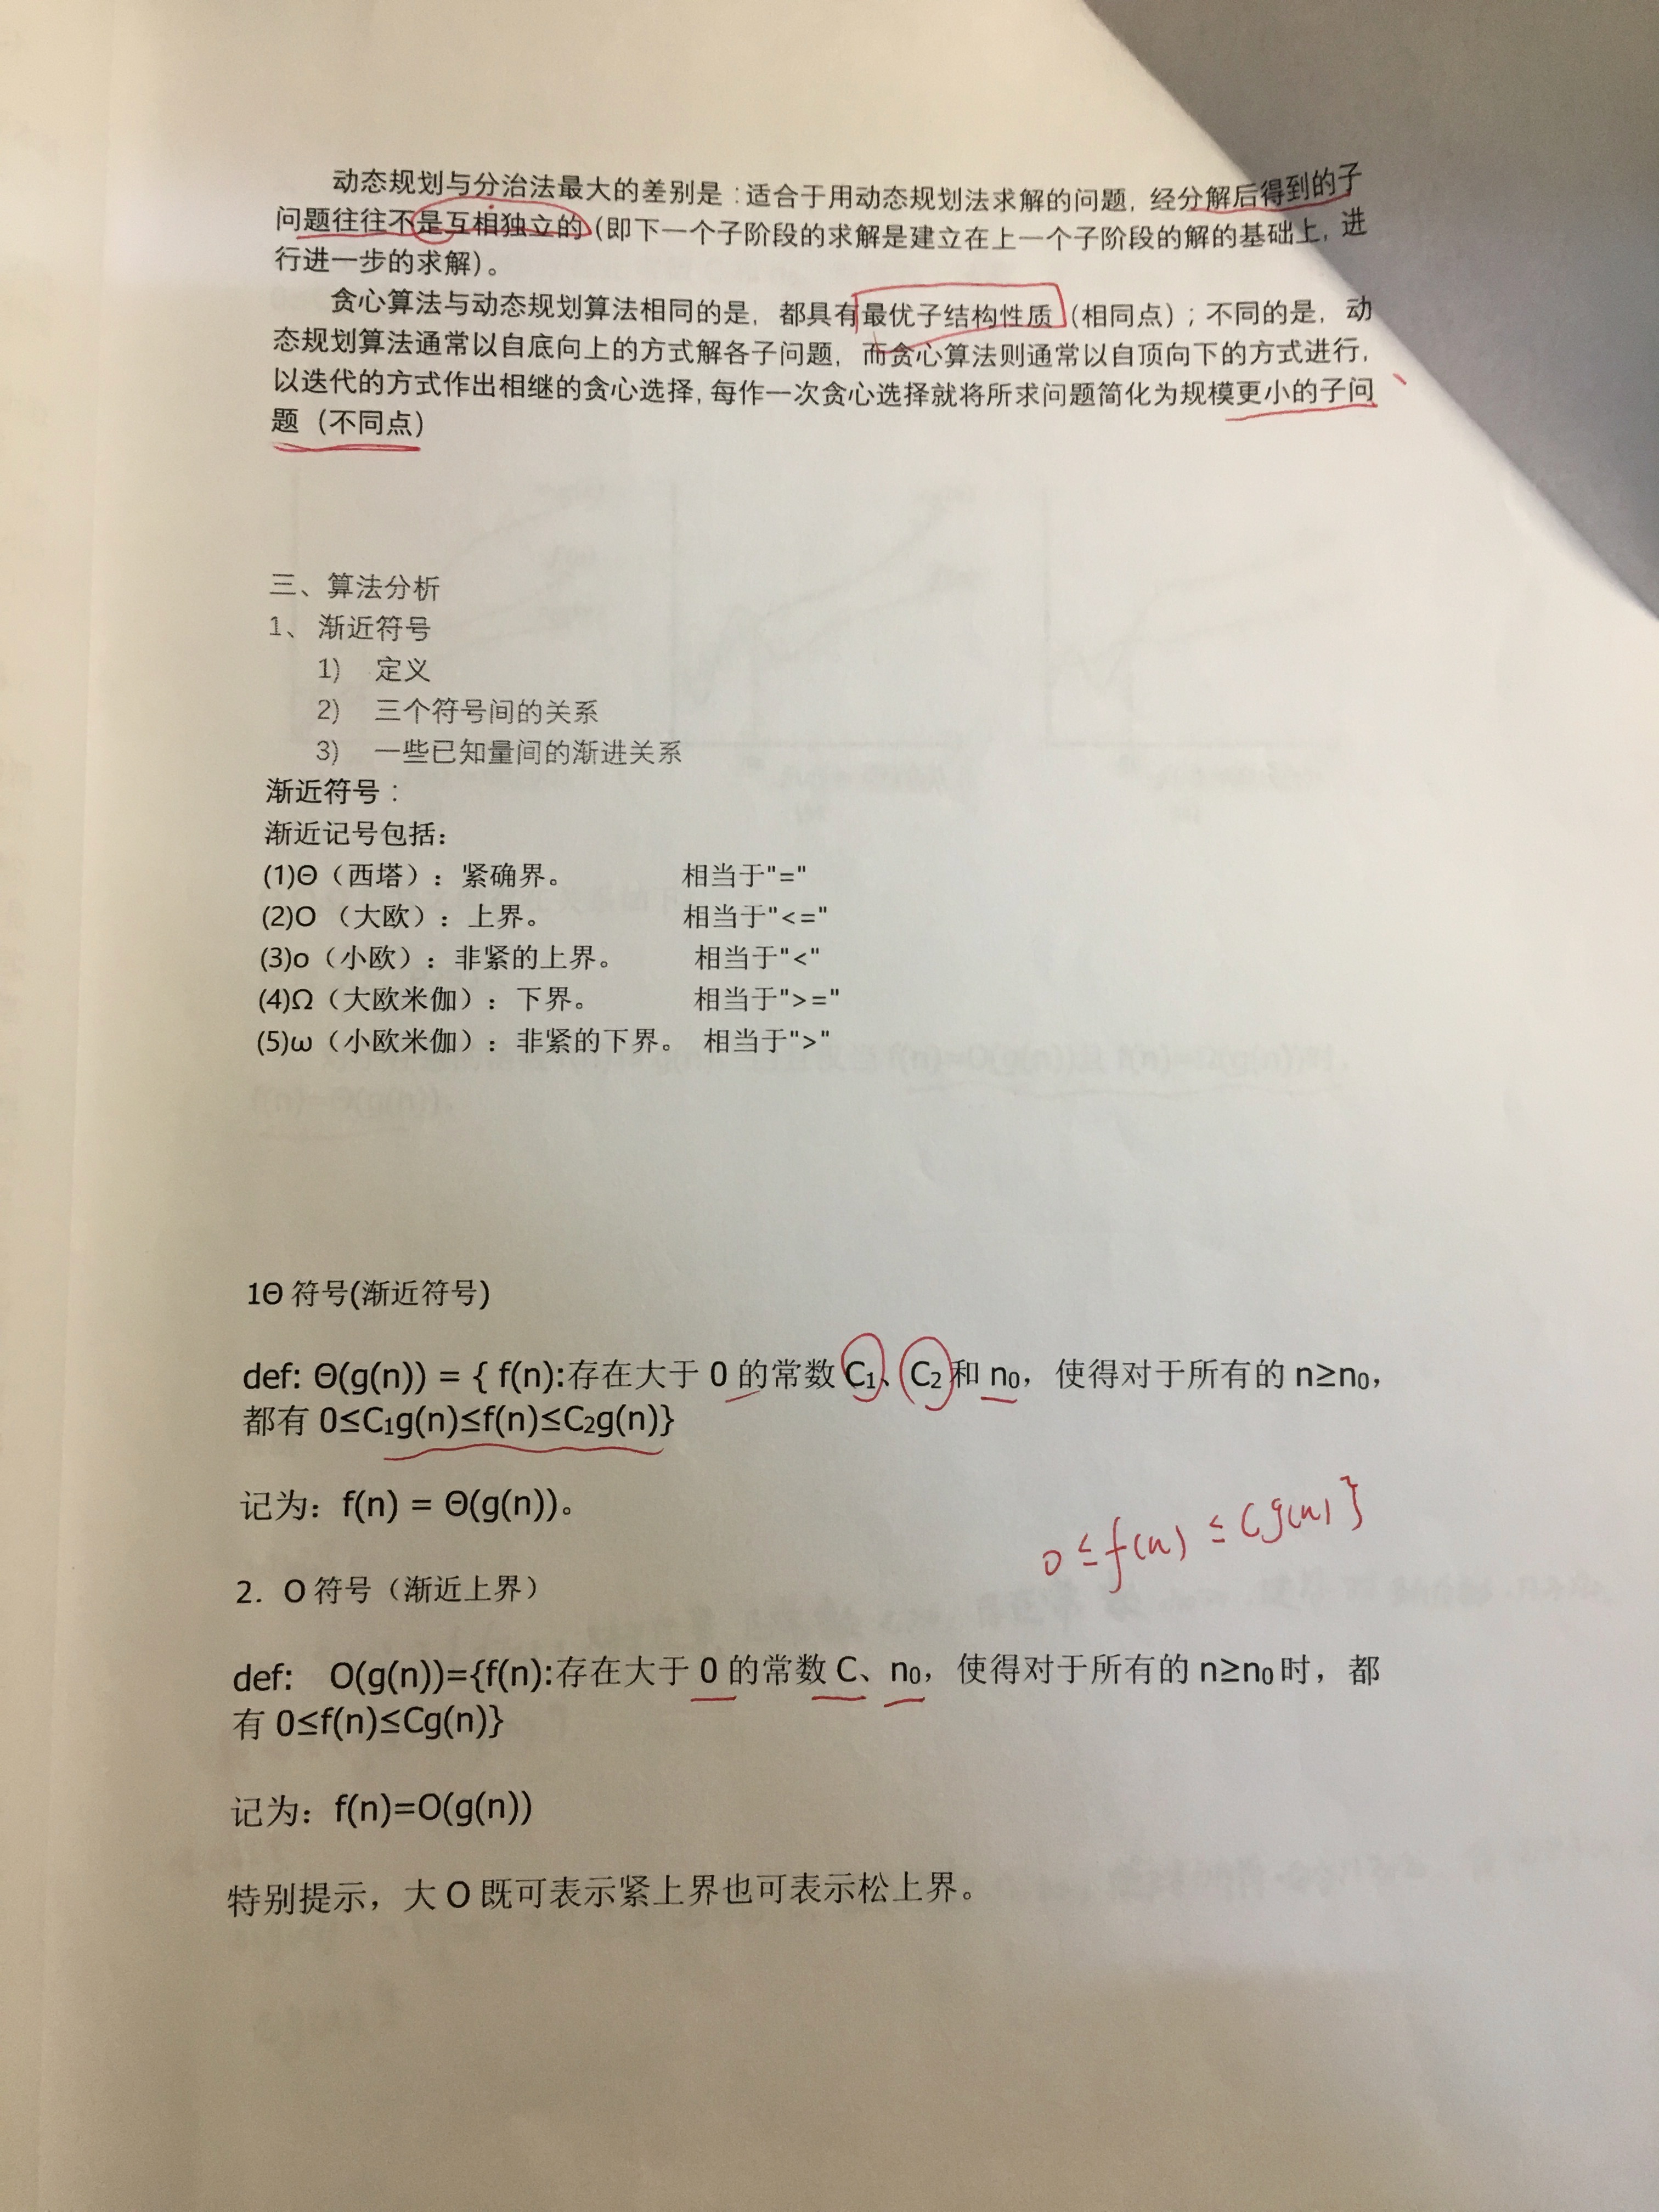 动态规划与分治法最大的差别是:适合于用动态规划法求解的问题, 经分解后得到的子
问题往往不是互相独立的(即下一个子阶段的求解是建立在上一个子阶段的解的基础上, 进
行进一步的求解)。
贪心算法与动态规划算法相同的是, 都具有最优子结构性质 (相同点) ; 不同的是, 动
态规划算法通常以自底向上的方式解各子问题, 而贪心算法则通常以自顶向下的方式进行,
以迭代的方式作出相继的贪心选择, 每作一次贪心选择就将所求问题简化为规模更小的子问
题 (不同点)
三、算法分析
1、 渐近符号
1) 定义
2) 三个符号间的关系
3) 一些已知量间的渐进关系
渐近符号 :
渐近记号包括:
(1)Θ（西塔）: 紧确界。 相当于"="
(2)O （大欧）: 上界。 相当于"<="
(3)o（小欧）: 非紧的上界。 相当于"<"
(4)Ω（大欧米伽）: 下界。 相当于">="
(5)ω（小欧米伽）: 非紧的下界。 相当于">"
1Θ 符号(渐近符号)
def: Θ(g(n)) = { f(n):存在大于 0 的常数 C₁、C₂ 和 n₀，使得对于所有的 n≥n₀，
都有 0≤C₁g(n)≤f(n)≤C₂g(n)}
记为: f(n) = Θ(g(n))。
0≤f(n) ≤Cg(n)}
2. O 符号（渐近上界）
def: O(g(n))={f(n):存在大于 0 的常数 C、n₀，使得对于所有的 n≥n₀ 时，都
有 0≤f(n)≤Cg(n)}
记为: f(n)=O(g(n))
特别提示，大 O 既可表示紧上界也可表示松上界。